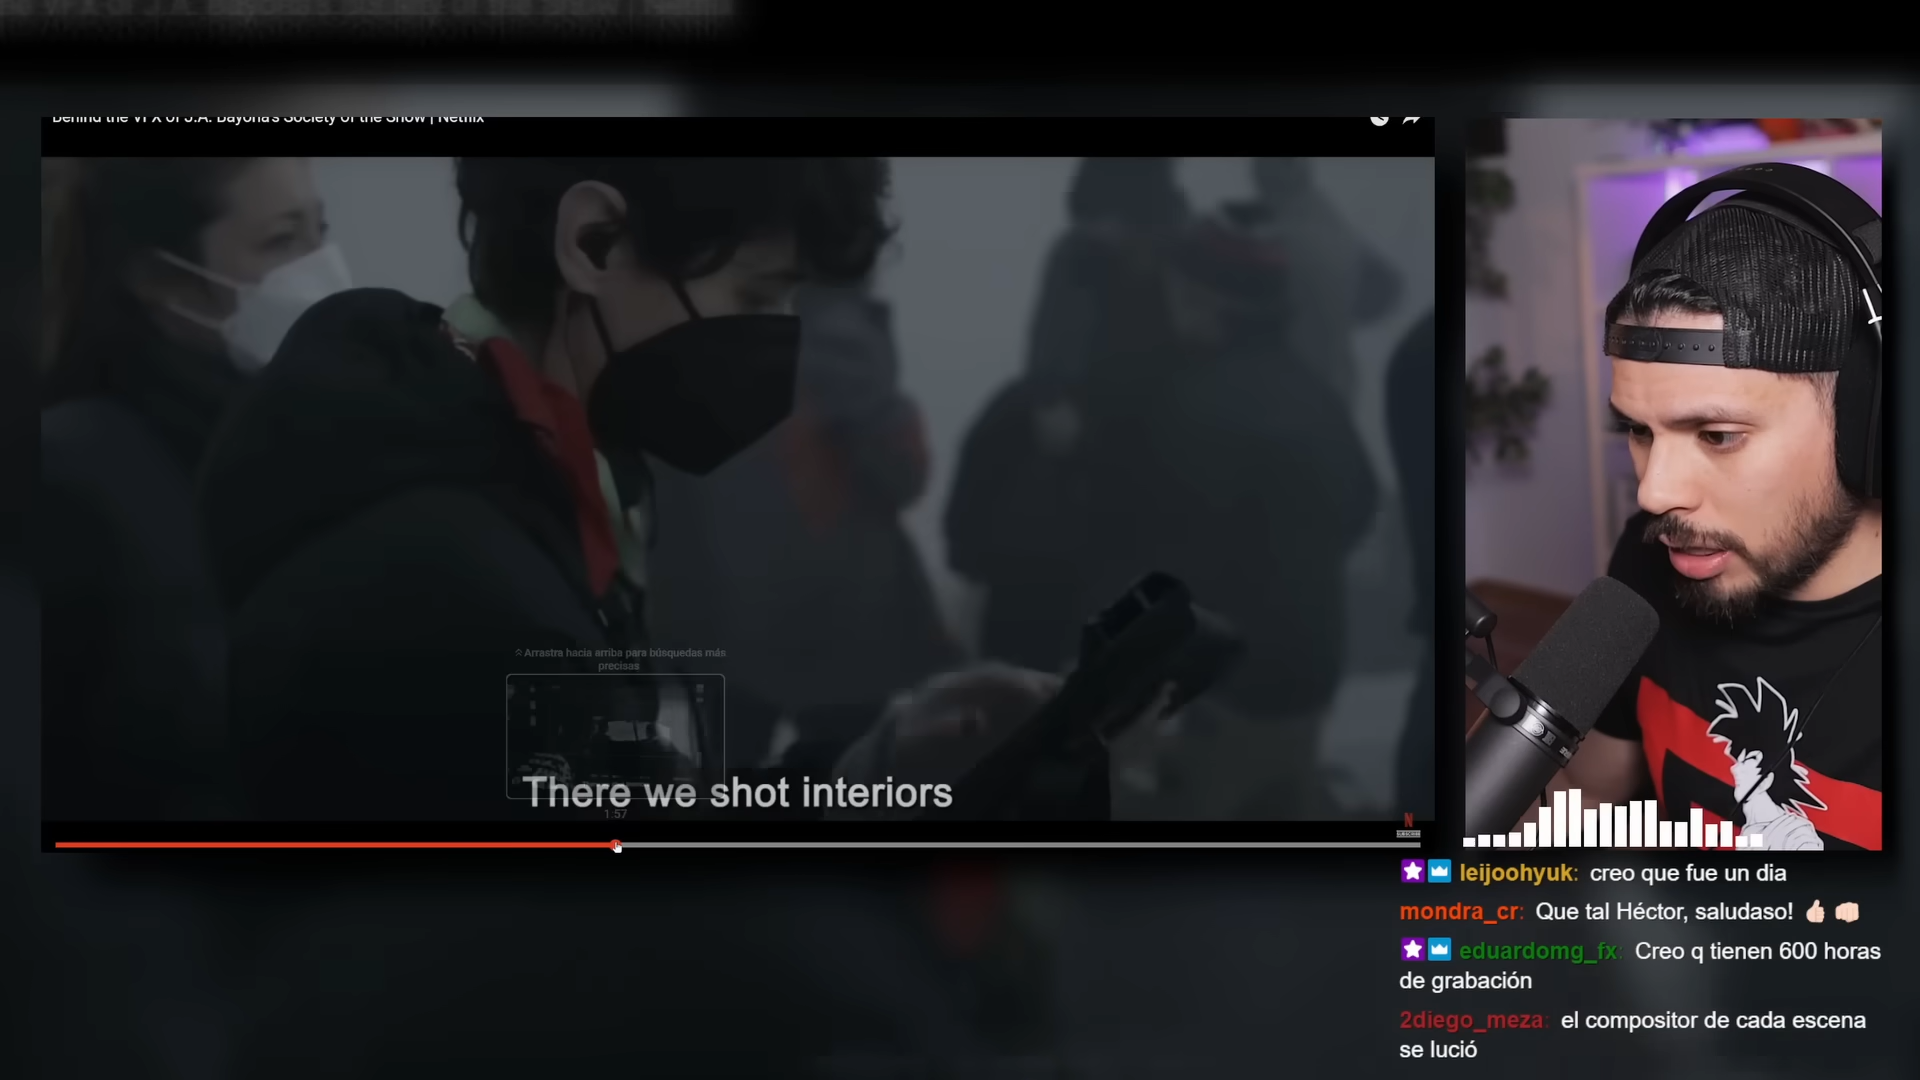 Behind the VFX of J.A. Bayona's Society of the Snow | Netflix
Arrastra hacia arriba para búsquedas más
precisas
There we shot interiors
1:57
N
SUBSCRIBE
leijoohyuk: creo que fue un dia
mondra_cr: Que tal Héctor, saludaso! 👍🏻 👊🏻
eduardomg_fx: Creo q tienen 600 horas
de grabación
2diego_meza: el compositor de cada escena
se lució